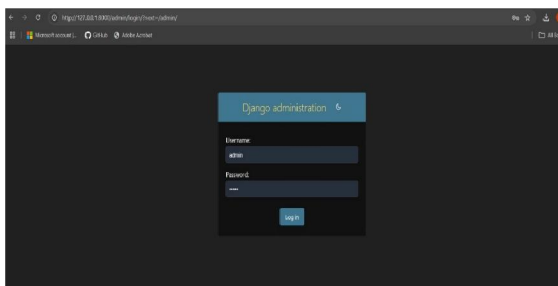 http://127.0.0.1:8000/admin/login/?next=/admin/
Microsoft account |... GitHub Adobe Acrobat
Django administration
Username:
admin
Password:
•••••
Log in